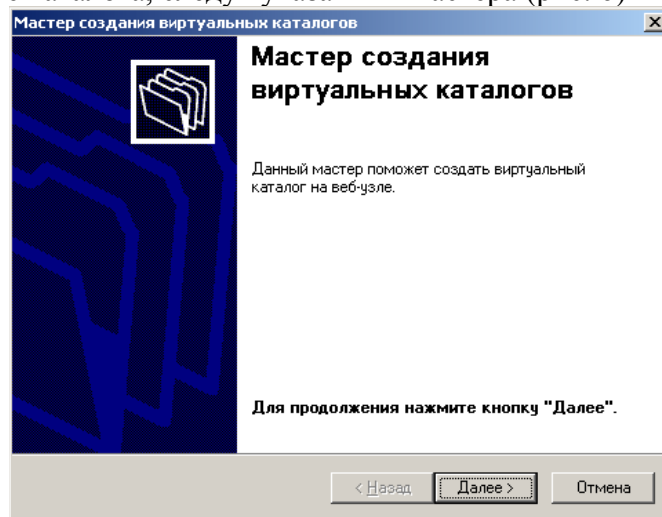 Мастер создания виртуальных каталогов
Мастер создания
виртуальных каталогов
Данный мастер поможет создать виртуальный
каталог на веб-узле.
Для продолжения нажмите кнопку "Далее".
< Назад Далее > Отмена